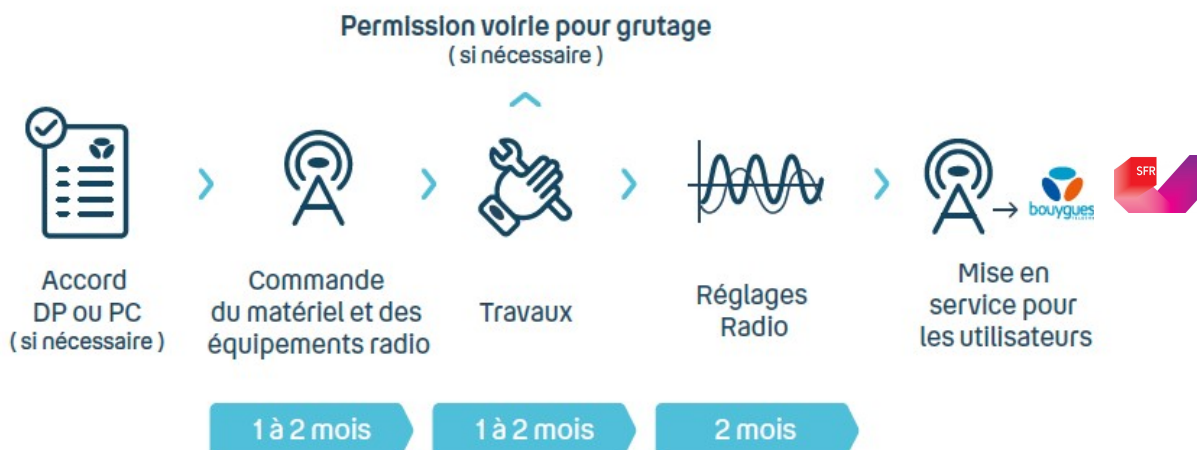 Permission voirie pour grutage
( si nécessaire )
Accord
DP ou PC
( si nécessaire )
Commande
du matériel et des
équipements radio
Travaux
Réglages
Radio
bouygues
TELECOM
SFR
Mise en
service pour
les utilisateurs
1 à 2 mois
1 à 2 mois
2 mois